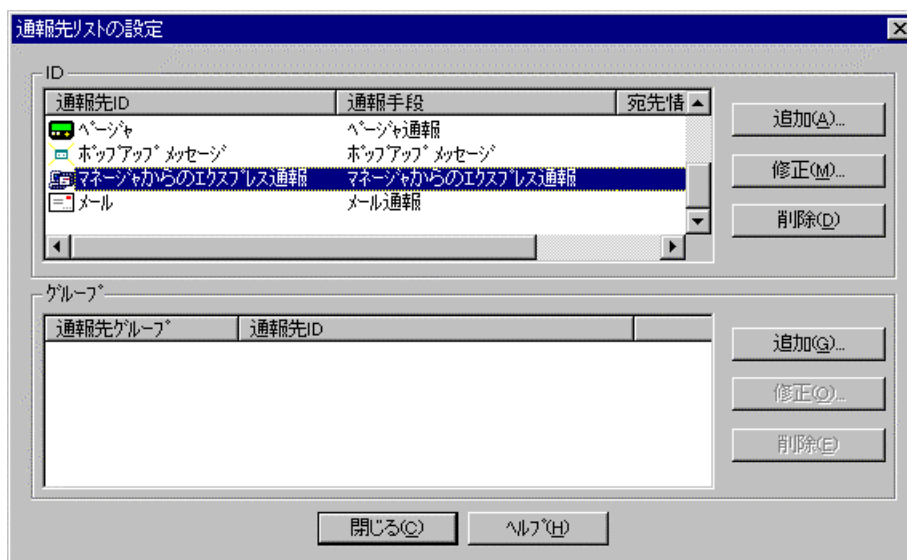 通報先リストの設定
ID
通報先ID 通報手段 宛先情
ﾍﾟｰｼﾞｬ ﾍﾟｰｼﾞｬ通報
ﾎﾟｯﾌﾟｱｯﾌﾟ ﾒｯｾｰｼﾞ ﾎﾟｯﾌﾟｱｯﾌﾟ ﾒｯｾｰｼﾞ
ﾏﾈｰｼﾞｬからのｴｸｽﾌﾟﾚｽ通報 ﾏﾈｰｼﾞｬからのｴｸｽﾌﾟﾚｽ通報
ﾒｰﾙ ﾒｰﾙ通報
追加(A)...
修正(M)...
削除(D)
ｸﾞﾙｰﾌﾟ
通報先ｸﾞﾙｰﾌﾟ 通報先ID
追加(G)...
修正(O)...
削除(E)
閉じる(C) ﾍﾙﾌﾟ(H)